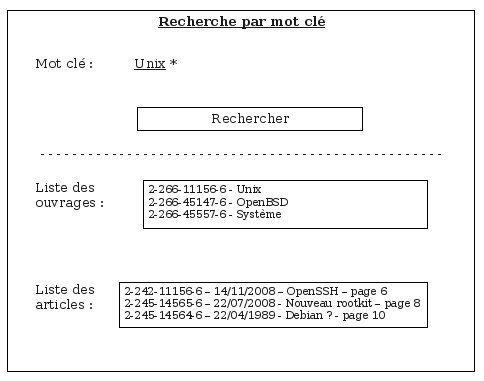 Recherche par mot clé
Mot clé : Unix *
Rechercher
Liste des
ouvrages :
2-266-11156-6 - Unix
2-266-45147-6 - OpenBSD
2-266-45557-6 - Système
Liste des
articles :
2-242-11156-6 – 14/11/2008 – OpenSSH – page 6
2-245-14565-6 – 22/07/2008 - Nouveau rootkit – page 8
2-245-14564-6 – 22/04/1989 - Debian ? - page 10